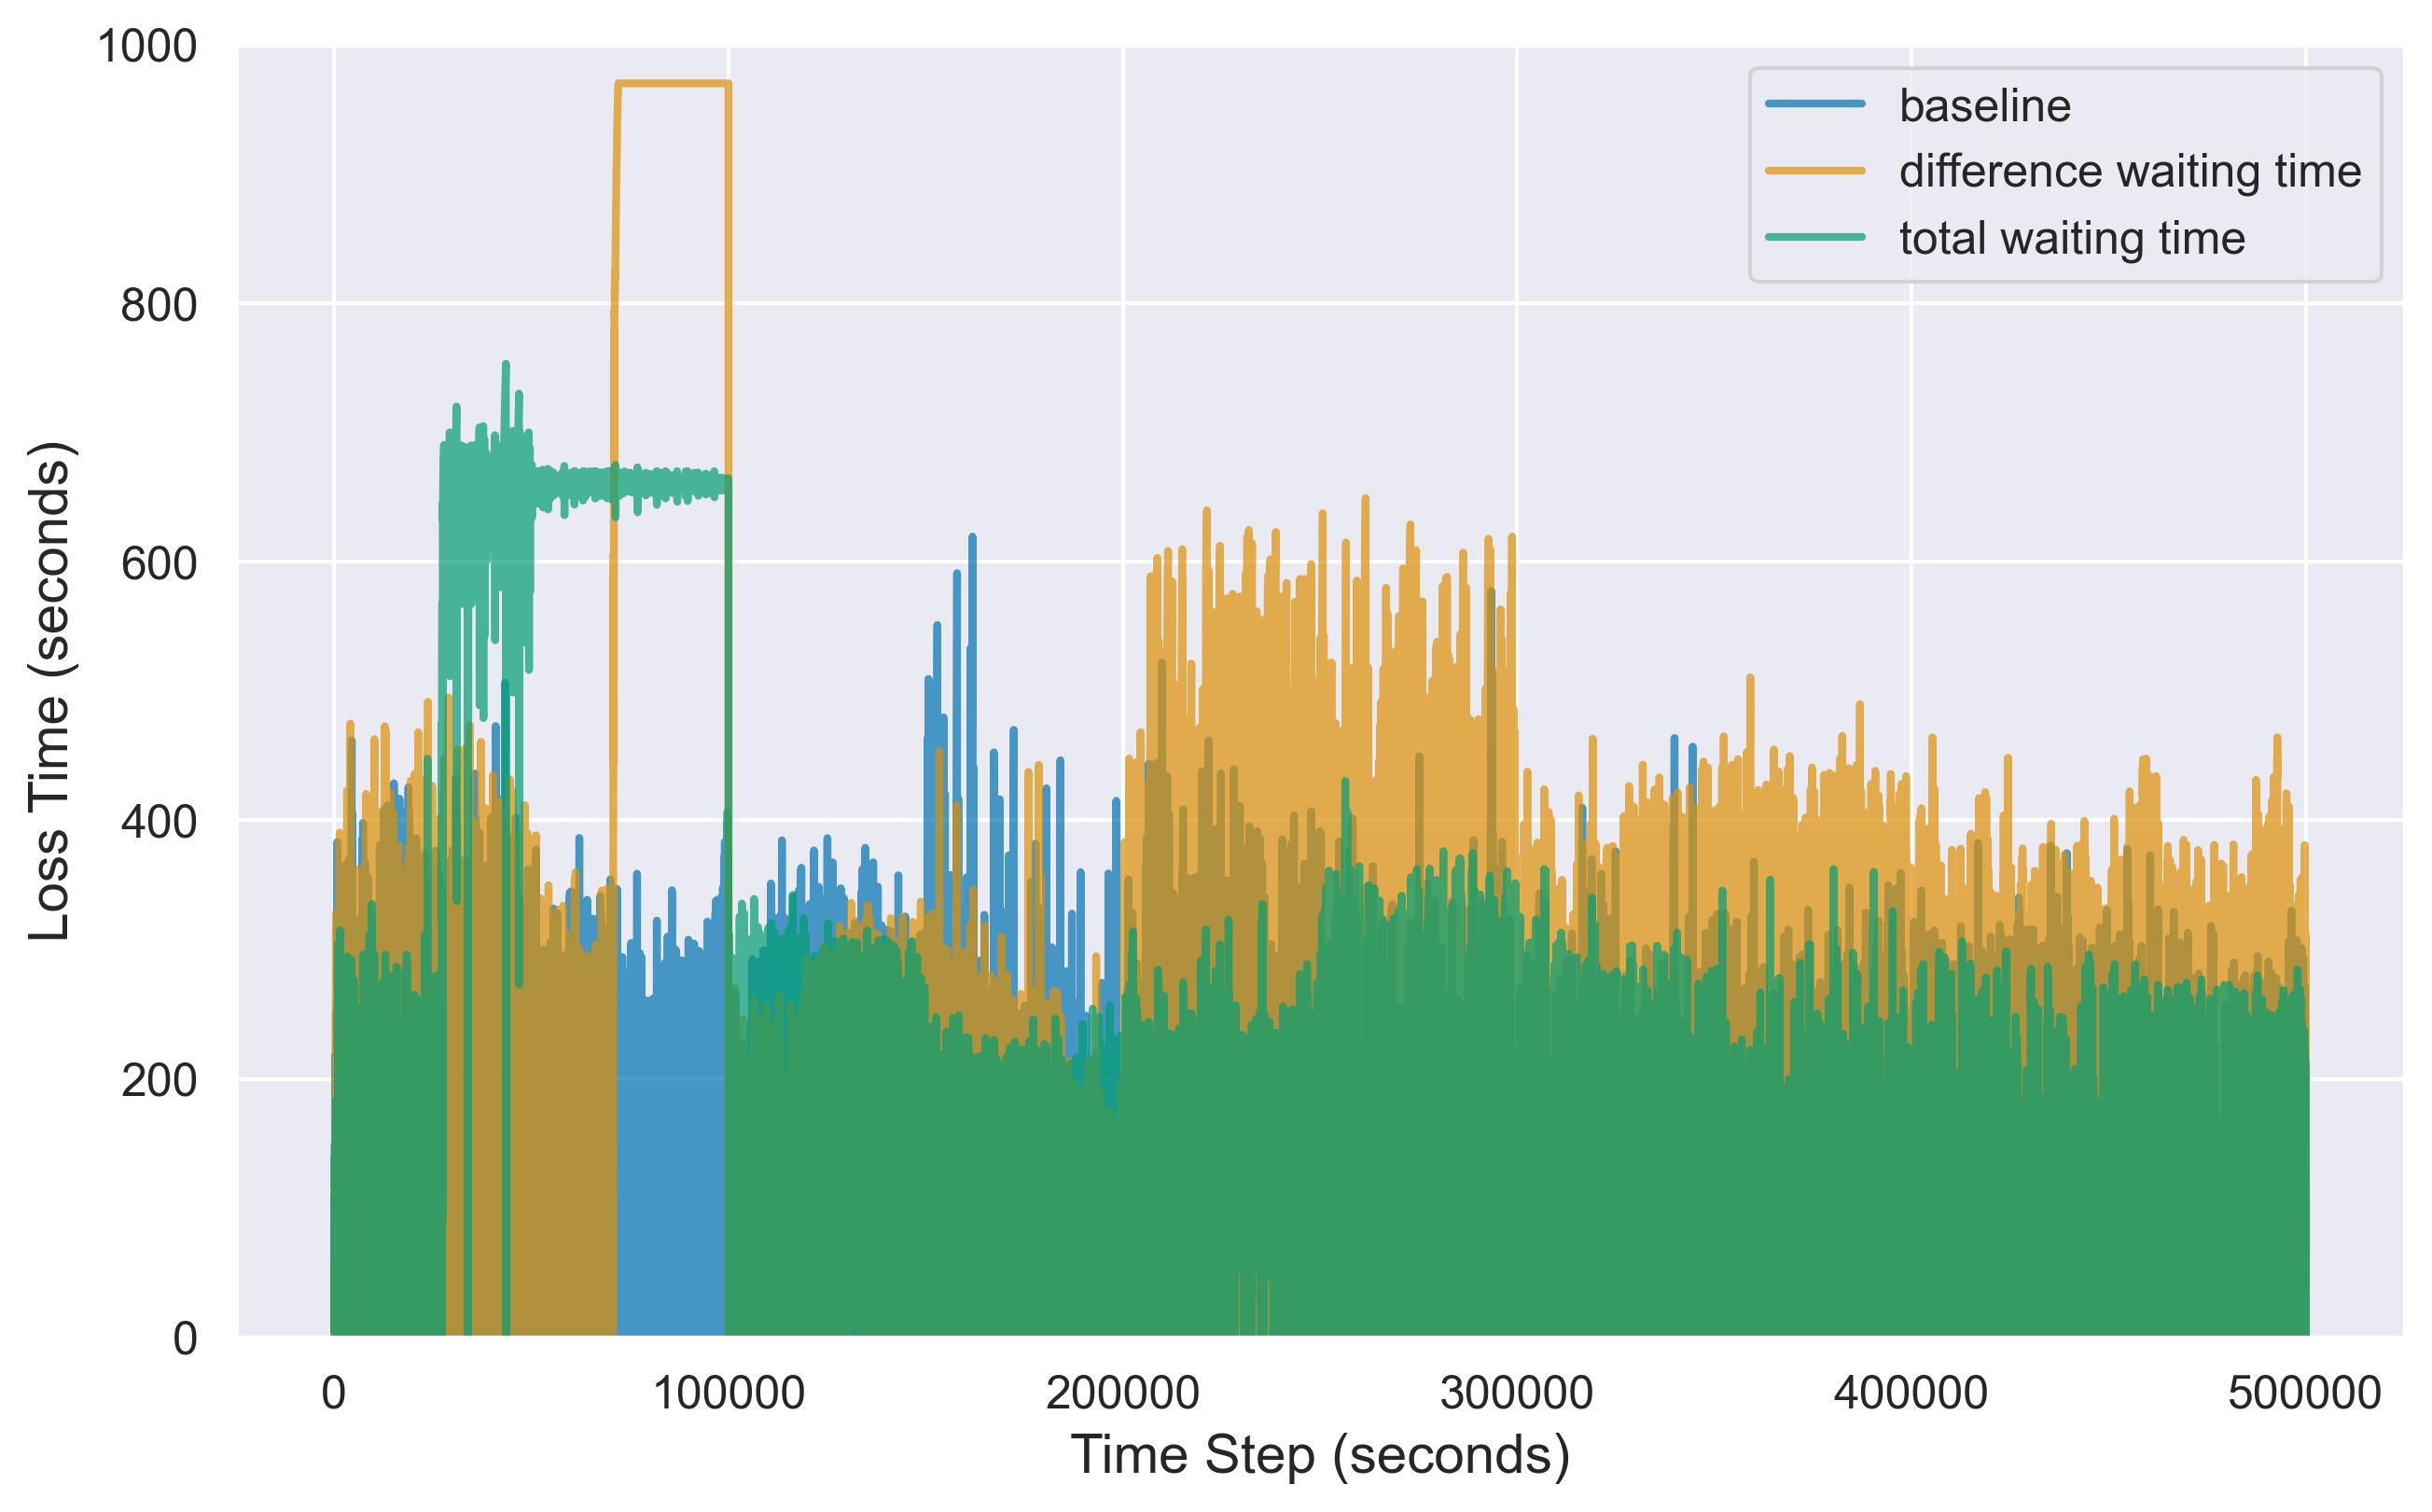 1000
800
600
400
200
0
Loss Time (seconds)
baseline
difference waiting time
total waiting time
0 100000 200000 300000 400000 500000
Time Step (seconds)